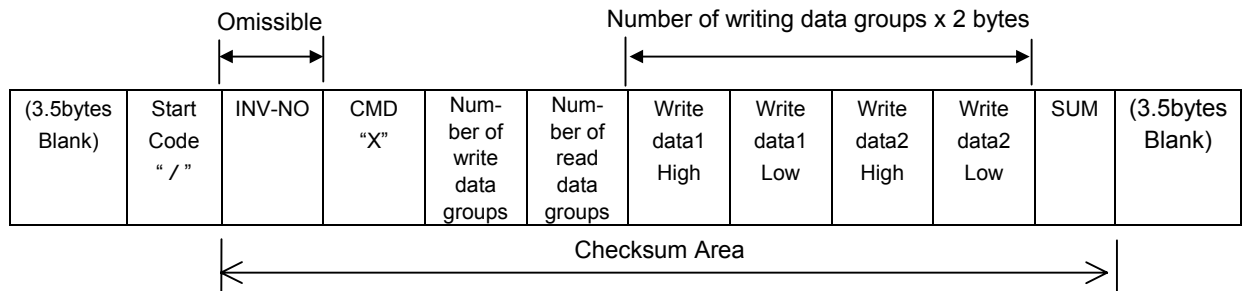 Omissible
Number of writing data groups x 2 bytes
(3.5bytes Blank)
Start Code “ / ”
INV-NO
CMD “X”
Num-
ber of
write
data
groups
Num-
ber of
read
data
groups
Write
data1
High
Write
data1
Low
Write
data2
High
Write
data2
Low
SUM
(3.5bytes
Blank)
Checksum Area